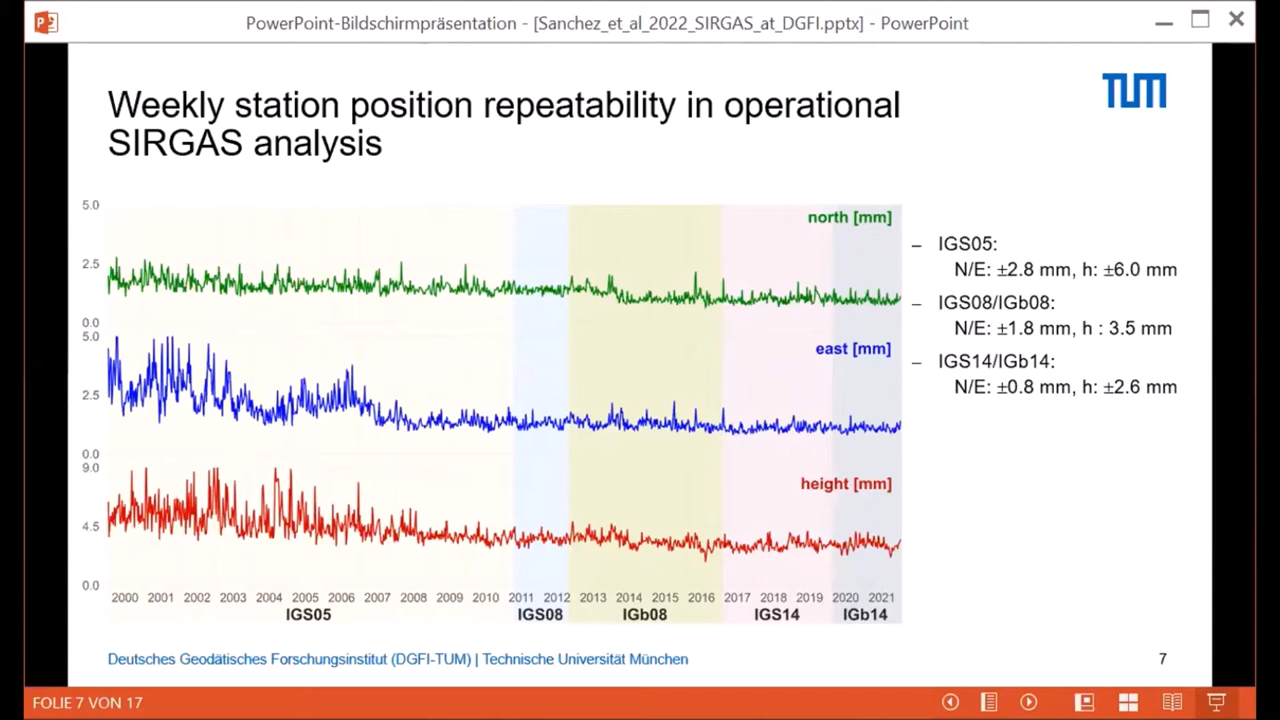 PowerPoint-Bildschirmpräsentation - [Sanchez_et_al_2022_SIRGAS_at_DGFI.pptx] - PowerPoint
Weekly station position repeatability in operational
SIRGAS analysis
TUM
5.0
north [mm]
2.5
0.0
5.0
east [mm]
2.5
0.0
9.0
height [mm]
4.5
0.0
2000 2001 2002 2003 2004 2005 2006 2007 2008 2009 2010 2011 2012 2013 2014 2015 2016 2017 2018 2019 2020 2021
IGS05 IGS08 IGb08 IGS14 IGb14
– IGS05:
N/E: ±2.8 mm, h: ±6.0 mm
– IGS08/IGb08:
N/E: ±1.8 mm, h : 3.5 mm
– IGS14/IGb14:
N/E: ±0.8 mm, h: ±2.6 mm
Deutsches Geodätisches Forschungsinstitut (DGFI-TUM) | Technische Universität München
7
FOLIE 7 VON 17